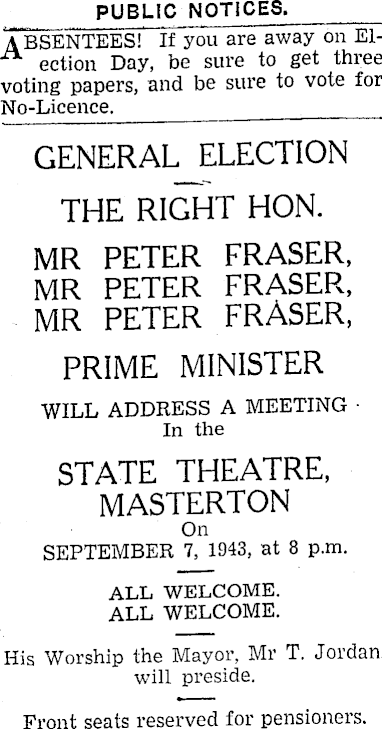 PUBLIC NOTICES.
ABSENTEES! If you are away on El-
ection Day, be sure to get three
voting papers, and be sure to vote for
No-Licence.
GENERAL ELECTION
THE RIGHT HON.
MR PETER FRASER,
MR PETER FRASER,
MR PETER FRASER,
PRIME MINISTER
WILL ADDRESS A MEETING
In the
STATE THEATRE,
MASTERTON
On
SEPTEMBER 7, 1943, at 8 p.m.
ALL WELCOME.
ALL WELCOME.
His Worship the Mayor, Mr T. Jordan
will preside.
Front seats reserved for pensioners.